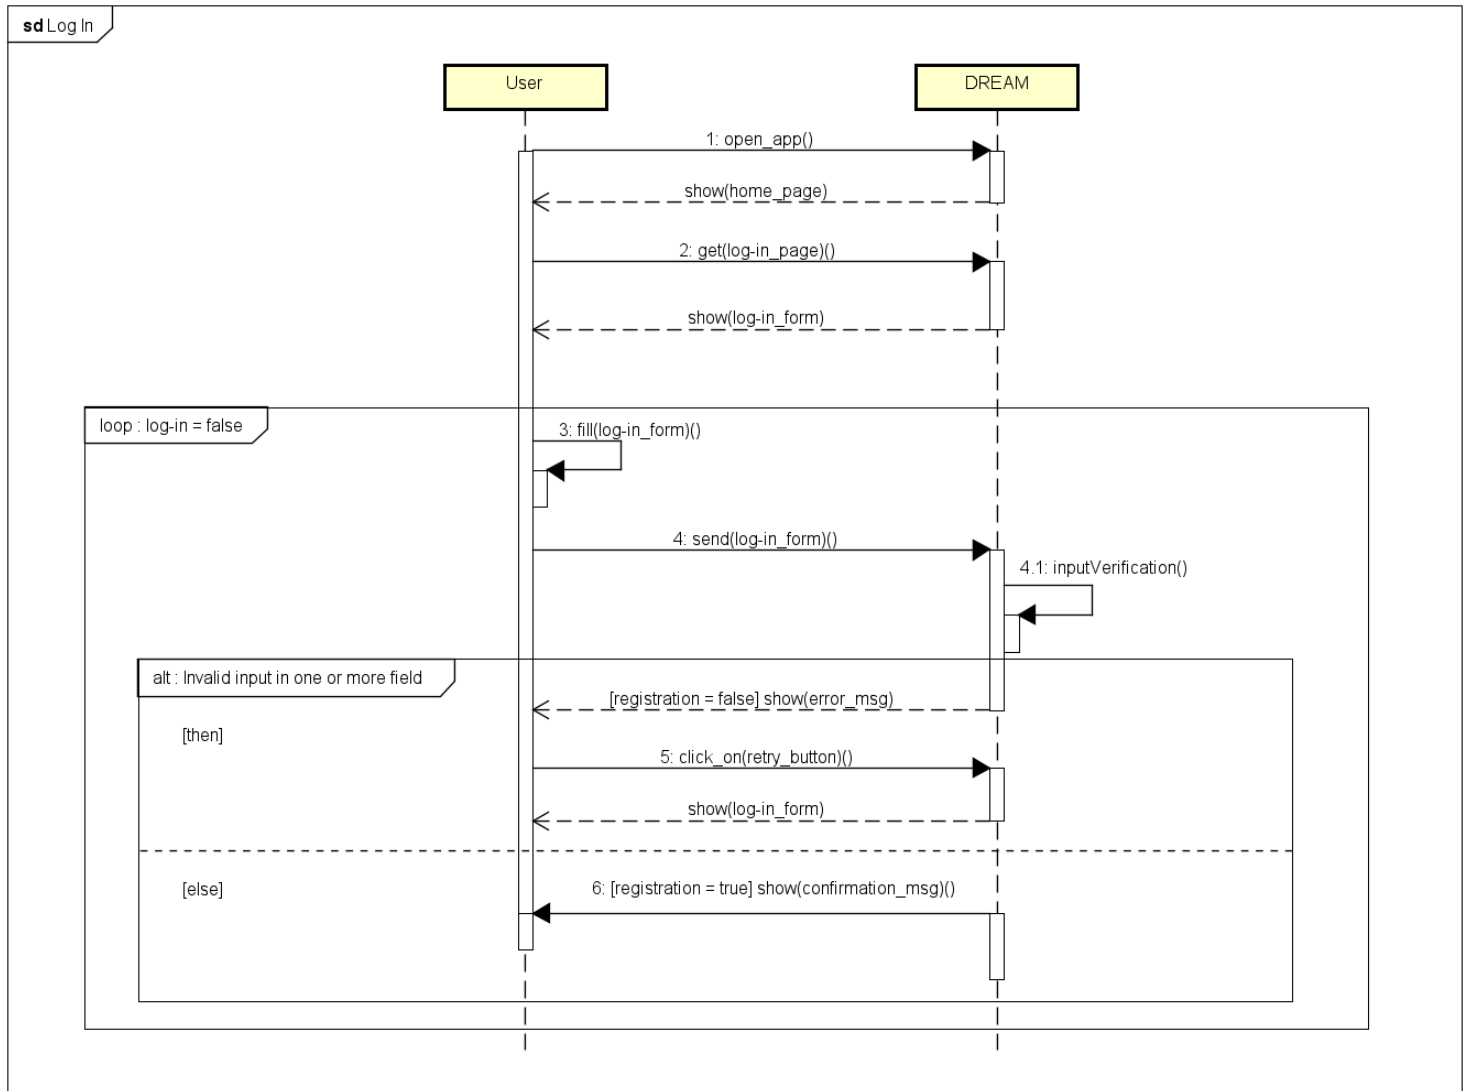 sd Log In
User
DREAM
1: open_app()
show(home_page)
2: get(log-in_page)()
show(log-in_form)
loop : log-in = false
3: fill(log-in_form)()
4: send(log-in_form)()
4.1: inputVerification()
alt : Invalid input in one or more field
[registration = false] show(error_msg)
[then]
5: click_on(retry_button)()
show(log-in_form)
[else]
6: [registration = true] show(confirmation_msg)()